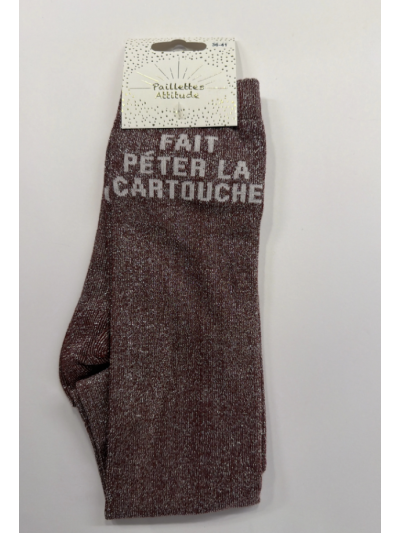 36-41
Paillettes
Attitude
FAIT
PÉTER LA
CARTOUCHE